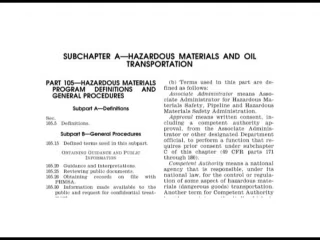 SUBCHAPTER A—HAZARDOUS MATERIALS AND OIL
TRANSPORTATION
PART 105—HAZARDOUS MATERIALS
PROGRAM DEFINITIONS AND
GENERAL PROCEDURES
Subpart A—Definitions
Sec.
105.5 Definitions.
Subpart B—General Procedures
105.15 Defined terms used in this subpart.
OBTAINING GUIDANCE AND PUBLIC
INFORMATION
105.20 Guidance and interpretations.
105.25 Reviewing public documents.
105.26 Obtaining records on file with
PHMSA.
105.30 Information made available to the
public and request for confidential treat-
(b) Terms used in this part are de-
fined as follows:
Associate Administrator means Asso-
ciate Administrator for Hazardous Ma-
terials Safety, Pipeline and Hazardous
Materials Safety Administration.
Approval means written consent, in-
cluding a competent authority ap-
proval, from the Associate Adminis-
trator or other designated Department
official, to perform a function that re-
quires prior consent under subchapter
C of this chapter (49 CFR parts 171
through 180).
Competent Authority means a national
agency that is responsible, under its
national law, for the control or regula-
tion of some aspect of hazardous mate-
rials (dangerous goods) transportation.
Another term for Competent Authority